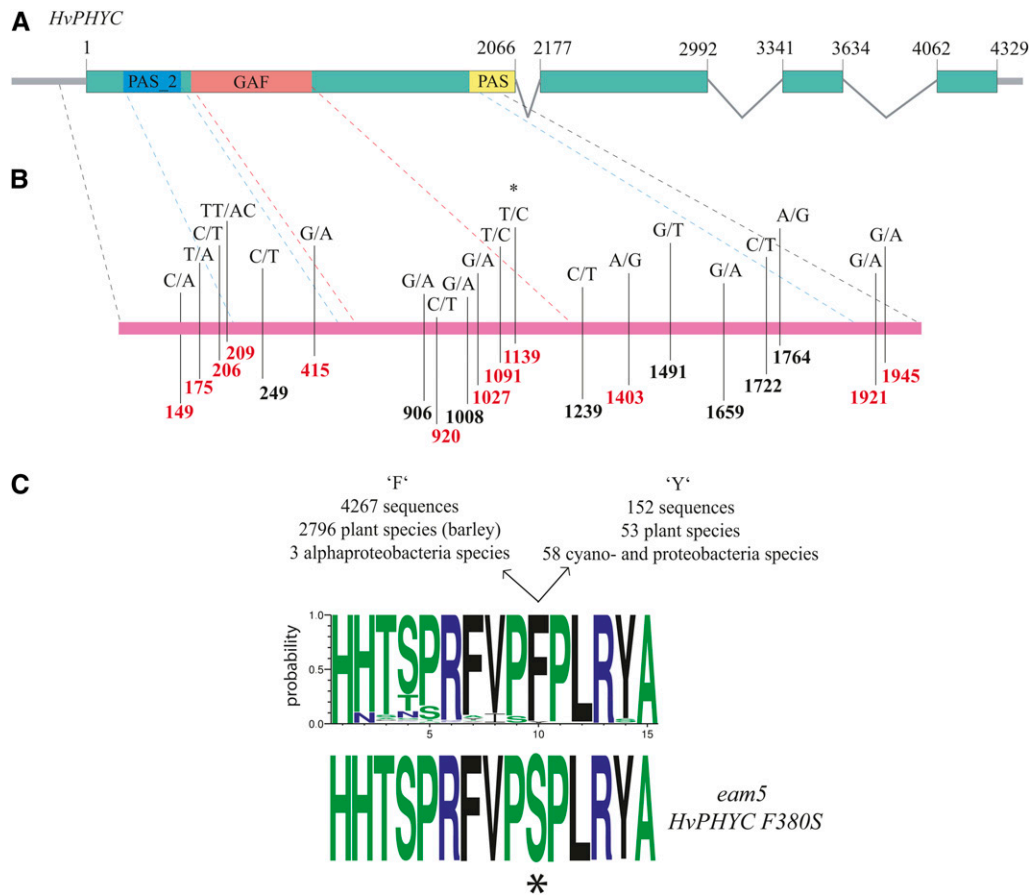 A
HvPHYC
1
2066
2177
2992
3341
3634
4062
4329
PAS_2
GAF
PAS
B
C/A
T/A
C/T
TT/AC
C/T
G/A
G/A
C/T
G/A
G/A
T/C
T/C
*
C/T
A/G
G/T
G/A
C/T
A/G
G/A
G/A
149
175
206
209
249
415
906
920
1008
1027
1091
1139
1239
1403
1491
1659
1722
1764
1921
1945
C
'F'
4267 sequences
2796 plant species (barley)
3 alphaproteobacteria species
'Y'
152 sequences
53 plant species
58 cyano- and proteobacteria species
probability
1.0
0.5
0.0
HHTSPRFVPFPLRYA
T
N
N
S
5
10
15
HHTSPRFVPSPLRYA
eam5
HvPHYC F380S
*